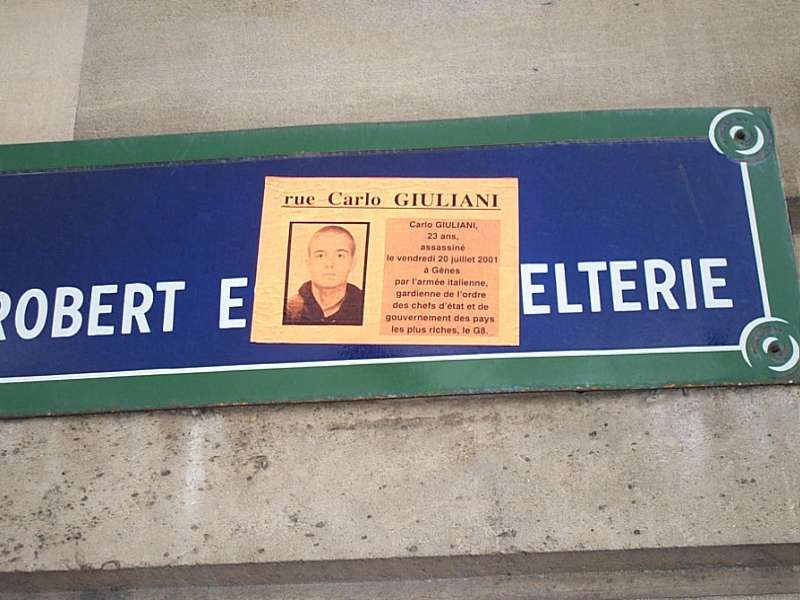 rue Carlo GIULIANI
Carlo GIULIANI,
23 ans,
assassiné
le vendredi 20 juillet 2001
à Gênes
par l'armée italienne,
gardienne de l'ordre
des chefs d'état et de
gouvernement des pays
les plus riches, le G8.
ROBERT E ELTERIE